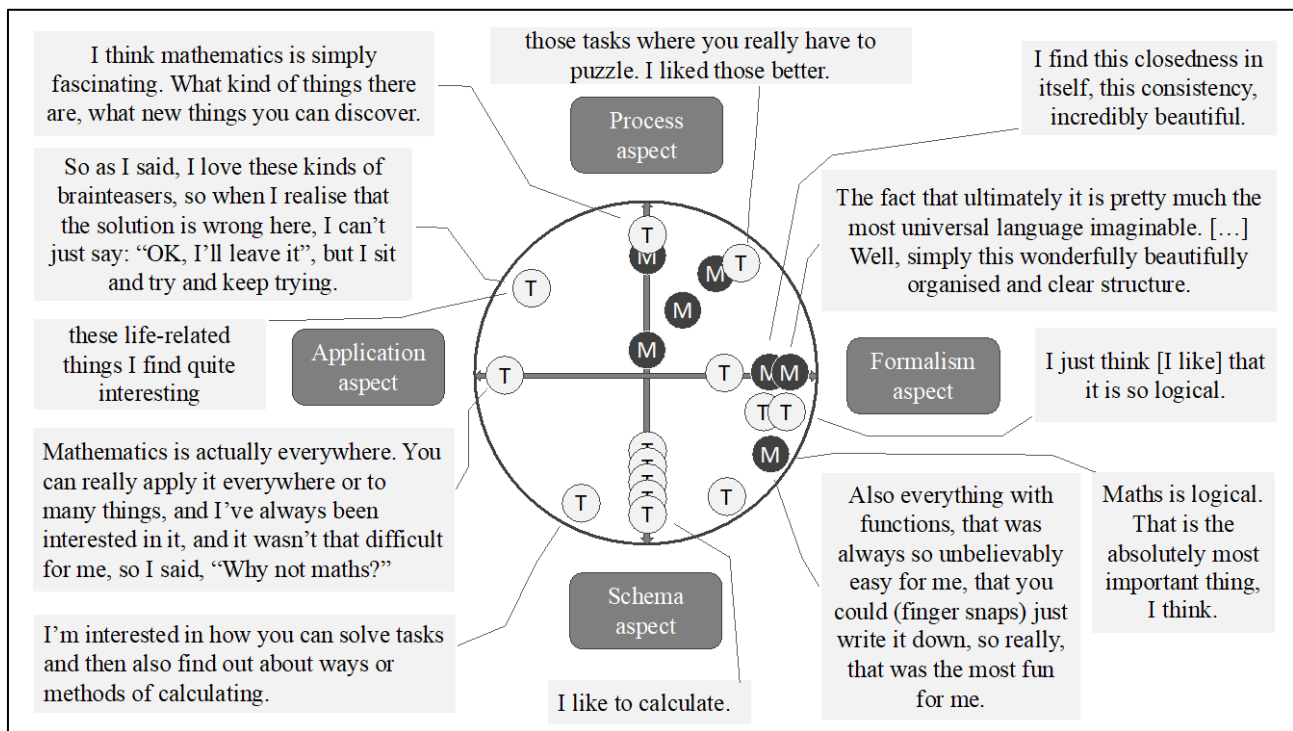 I think mathematics is simply
fascinating. What kind of things there
are, what new things you can discover.
those tasks where you really have to
puzzle. I liked those better.
I find this closedness in
itself, this consistency,
incredibly beautiful.
Process
aspect
So as I said, I love these kinds of
brainteasers, so when I realise that
the solution is wrong here, I can’t
just say: “OK, I’ll leave it”, but I sit
and try and keep trying.
The fact that ultimately it is pretty much the
most universal language imaginable. […]
Well, simply this wonderfully beautifully
organised and clear structure.
T
M
M
T
T
M
these life-related
things I find quite
interesting
Application
aspect
M
T
T
M
M
Formalism
aspect
I just think [I like] that
it is so logical.
T
T
Mathematics is actually everywhere. You
can really apply it everywhere or to
many things, and I’ve always been
interested in it, and it wasn’t that difficult
for me, so I said, “Why not maths?”
T
T
T
T
T
M
T
T
Also everything with
functions, that was
always so unbelievably
easy for me, that you
could (finger snaps) just
write it down, so really,
that was the most fun
for me.
Maths is logical.
That is the
absolutely most
important thing,
I think.
Schema
aspect
I’m interested in how you can solve tasks
and then also find out about ways or
methods of calculating.
I like to calculate.